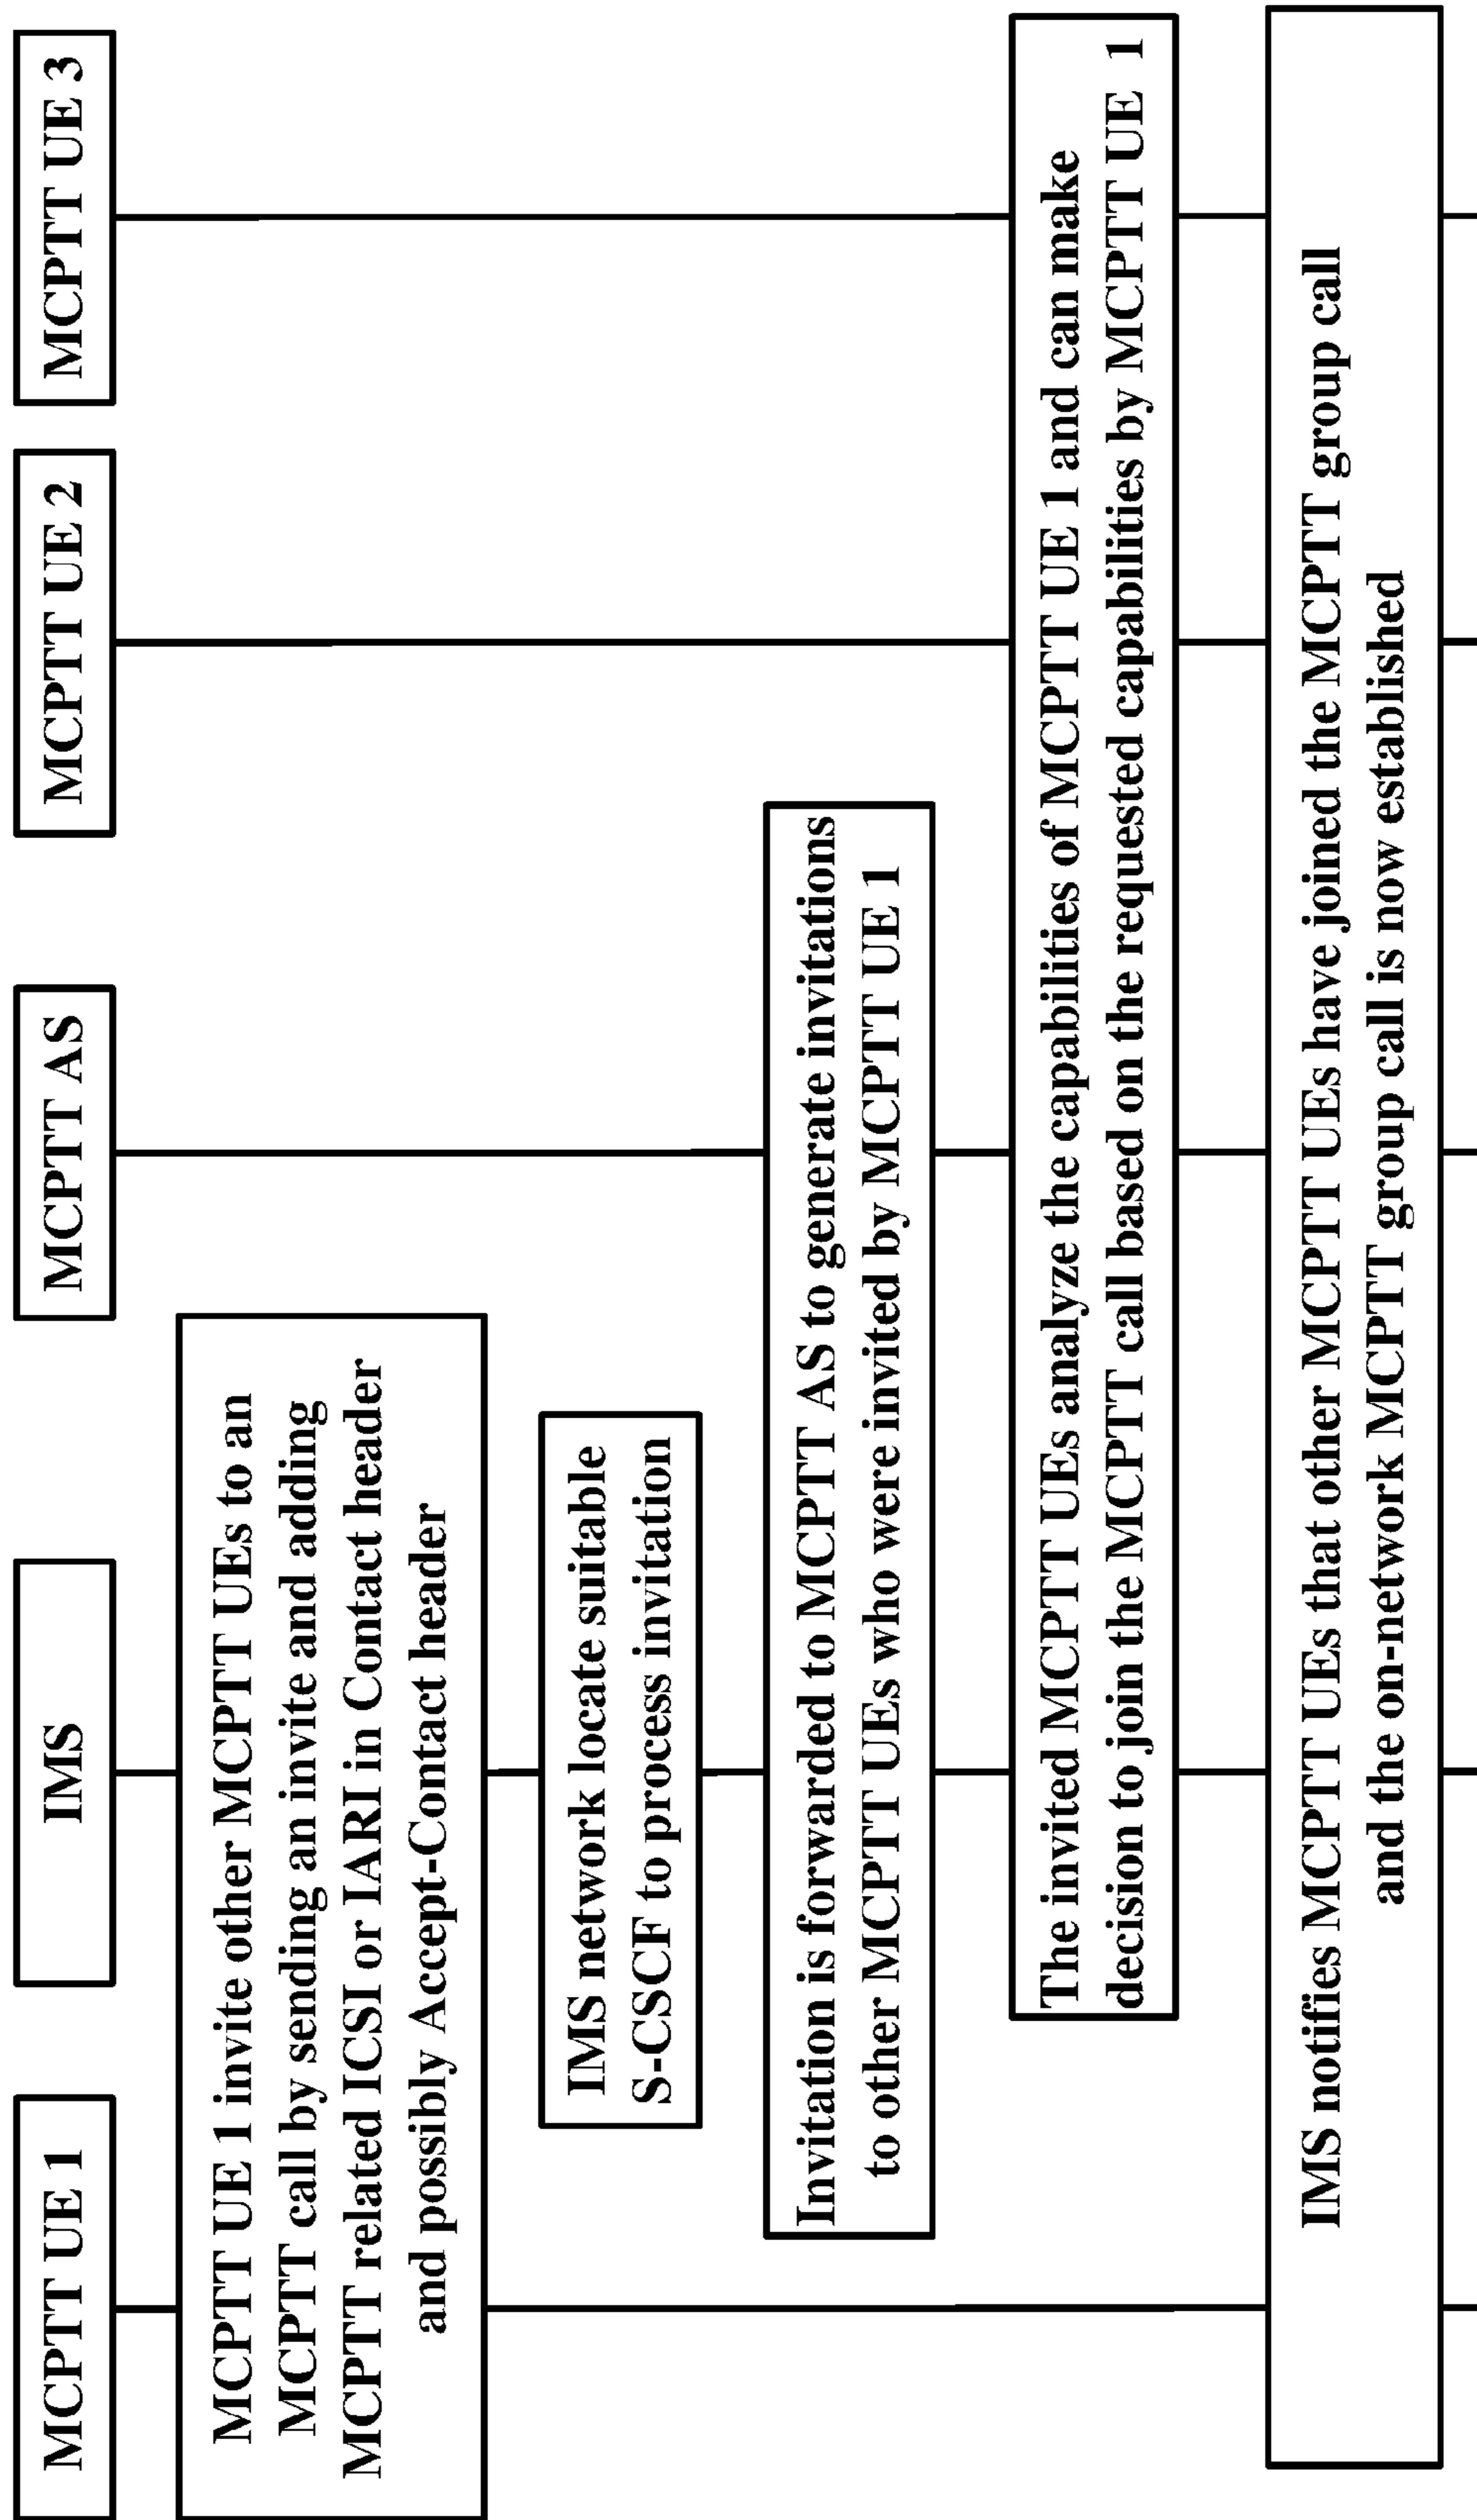 MCPTT UE 1
IMS
MCPTT AS
MCPTT UE 2
MCPTT UE 3
MCPTT UE 1 invite other MCPTT UEs to an
MCPTT call by sending an invite and adding
MCPTT related ICSI or IARI in Contact header
and possibly Accept-Contact header
IMS network locate suitable
S-CSCF to process invitation
Invitation is forwarded to MCPTT AS to generate invitations
to other MCPTT UEs who were invited by MCPTT UE 1
The invited MCPTT UEs analyze the capabilities of MCPTT UE 1 and can make
decision to join the MCPTT call based on the requested capabilities by MCPTT UE 1
IMS notifies MCPTT UEs that other MCPTT UEs have joined the MCPTT group call
and the on-network MCPTT group call is now established